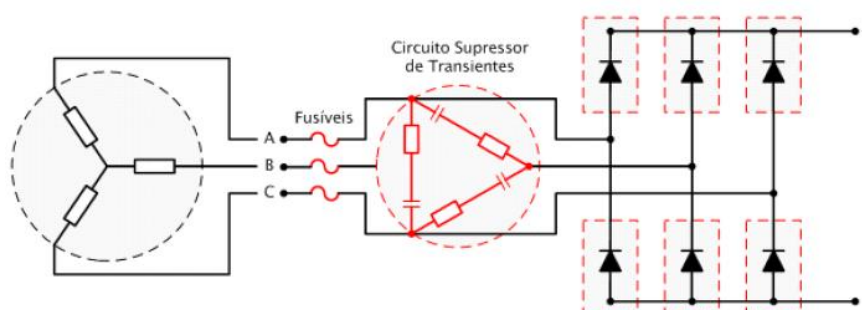 Circuito Supressor
de Transientes
Fusíveis
A
B
C